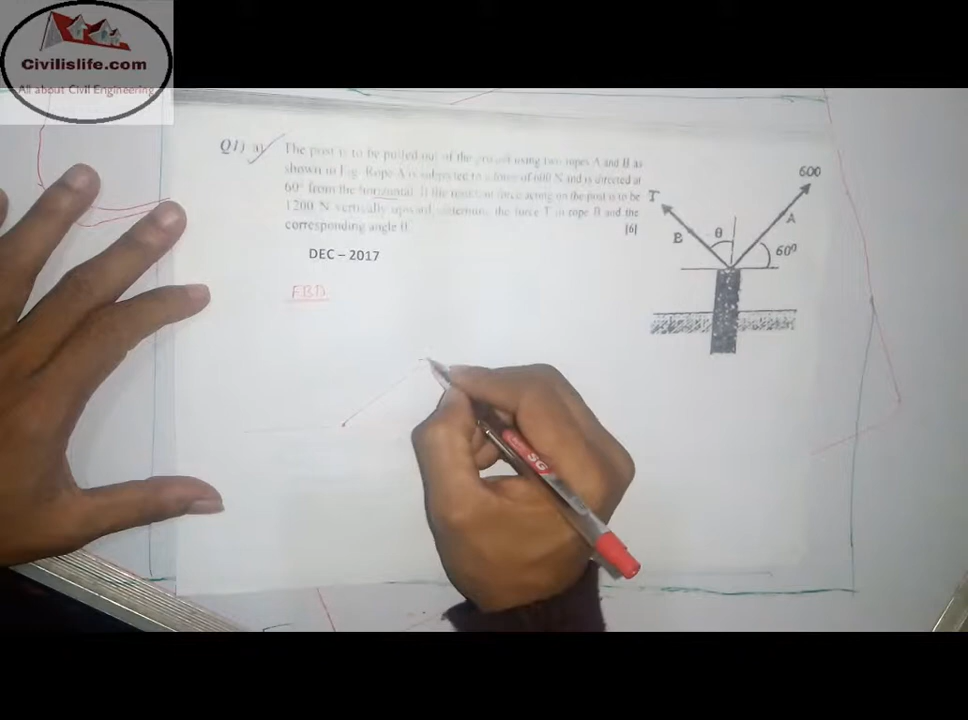 Civilislife.com
All about Civil Engineering
Q1) a) The post is to be pulled out of the ground using two ropes A and B as
shown in Fig. Rope A is subjected to a force of 600 N and is directed at
60° from the horizontal. If the resultant force acting on the post is to be
1200 N vertically upward, determine the force T in rope B and the
corresponding angle θ. [6]
DEC – 2017
FBD
600
T
A
B
θ
60⁰
SG